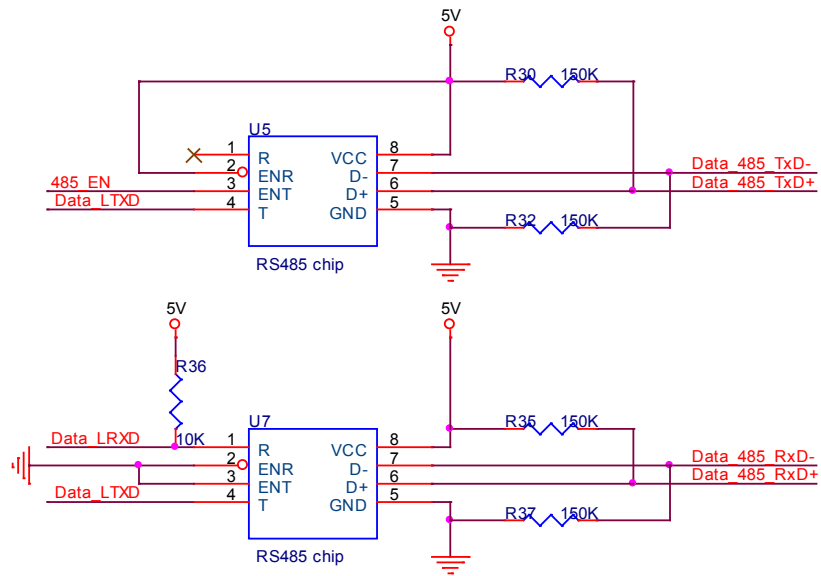 5V
R30 150K
U5
1 R VCC 8
2 ENR D- 7 Data_485_TxD-
485_EN 3 ENT D+ 6 Data_485_TxD+
Data_LTXD 4 T GND 5
R32 150K
RS485 chip
5V 5V
R36
U7 R35 150K
Data_LRXD 10K 1 R VCC 8
2 ENR D- 7 Data_485_RxD-
3 ENT D+ 6 Data_485_RxD+
Data_LTXD 4 T GND 5
R37 150K
RS485 chip